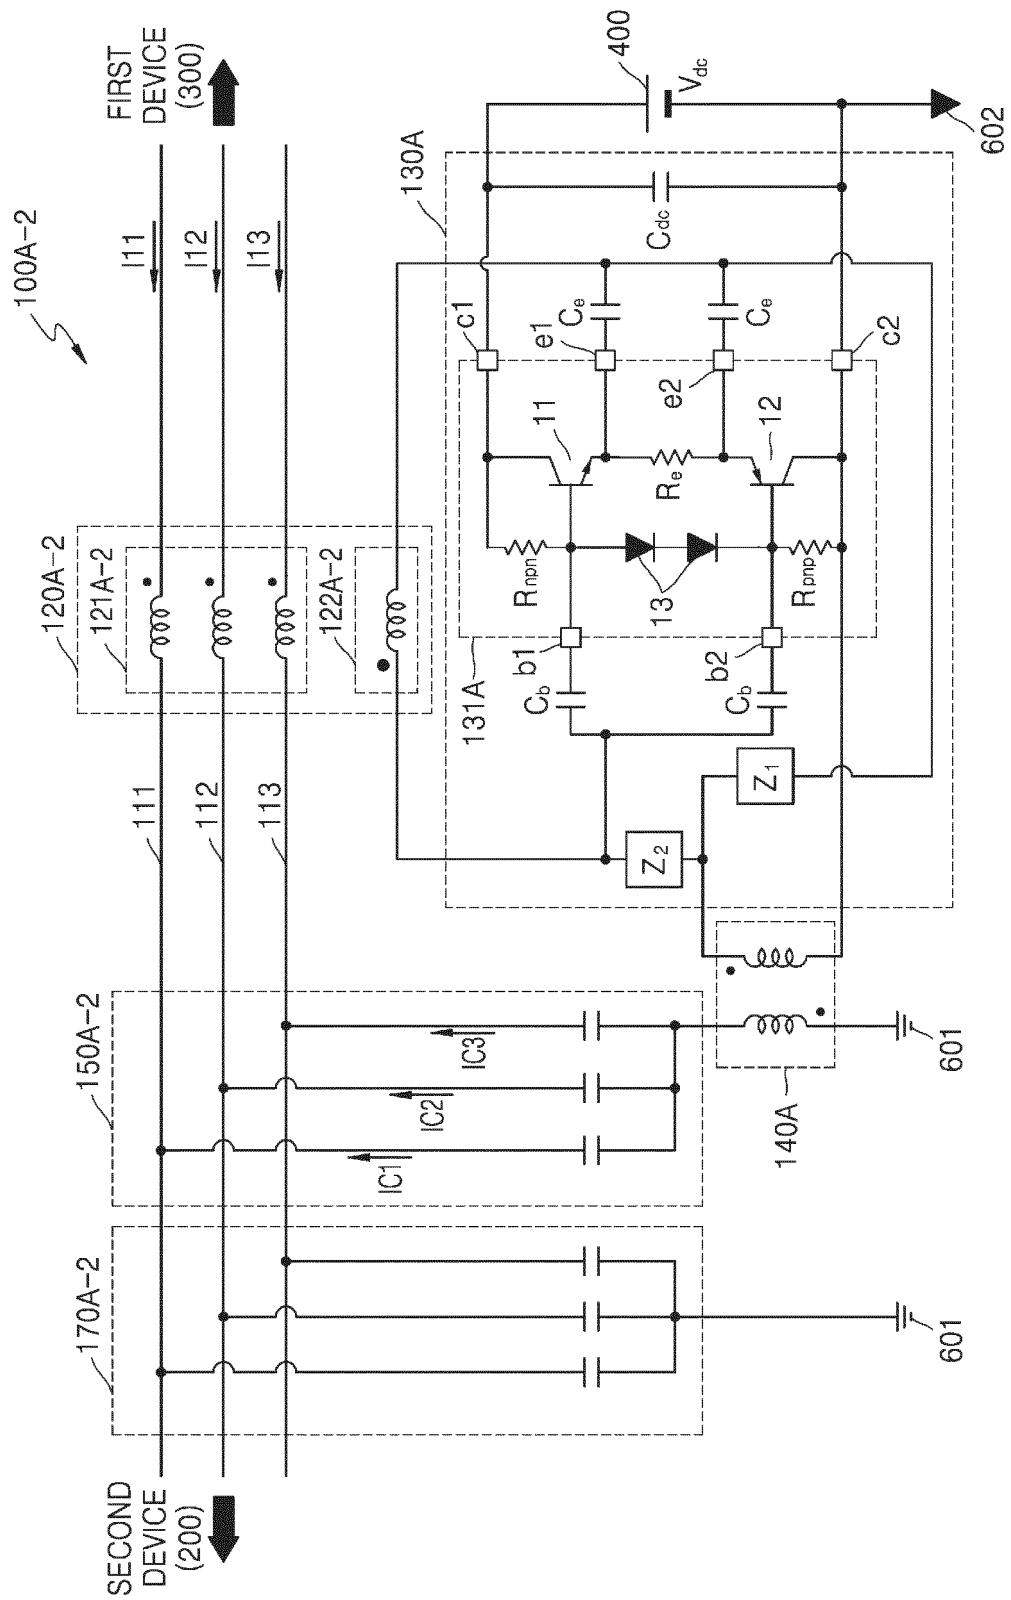 100A-2
FIRST
DEVICE
(300)
I11
I12
I13
120A-2
121A-2
122A-2
111
112
113
150A-2
IC3
IC2
IC1
170A-2
SECOND
DEVICE
(200)
130A
400
Vdc
602
Cdc
c1
e1
Ce
e2
Ce
c2
11
12
Re
Rnpn
13
Rpnp
131A
b1
b2
Cb
Cb
Z1
Z2
140A
601
601